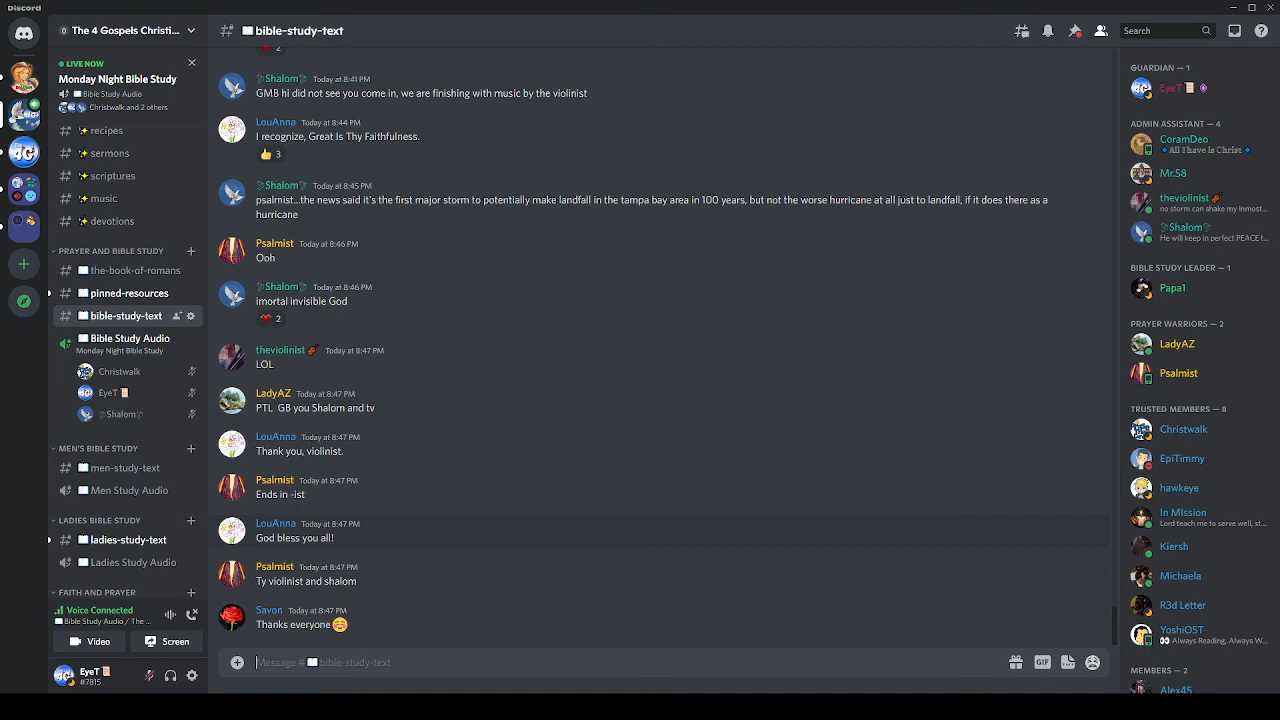 Discord
The 4 Gospels Christi...
LIVE NOW
Monday Night Bible Study
Bible Study Audio
Christwalk and 2 others
recipes
sermons
scriptures
music
devotions
PRAYER AND BIBLE STUDY
the-book-of-romans
pinned-resources
bible-study-text
Bible Study Audio
Monday Night Bible Study
Christwalk
EyeT
Shalom
MEN'S BIBLE STUDY
men-study-text
Men Study Audio
LADIES BIBLE STUDY
ladies-study-text
Ladies Study Audio
FAITH AND PRAYER
Voice Connected
Bible Study Audio / The ...
Video
Screen
EyeT
#7815
bible-study-text
2
Shalom Today at 8:41 PM
GMB hi did not see you come in, we are finishing with music by the violinist
LouAnna Today at 8:44 PM
I recognize, Great Is Thy Faithfulness.
3
Shalom Today at 8:45 PM
psalmist...the news said it's the first major storm to potentially make landfall in the tampa bay area in 100 years, but not the worse hurricane at all just to landfall, if it does there as a
hurricane
Psalmist Today at 8:46 PM
Ooh
Shalom Today at 8:46 PM
imortal invisible God
2
theviolinist Today at 8:47 PM
LOL
LadyAZ Today at 8:47 PM
PTL GB you Shalom and tv
LouAnna Today at 8:47 PM
Thank you, violinist.
Psalmist Today at 8:47 PM
Ends in -ist
LouAnna Today at 8:47 PM
God bless you all!
Psalmist Today at 8:47 PM
Ty violinist and shalom
Savon Today at 8:47 PM
Thanks everyone
Message # bible-study-text
GIF
Search
GUARDIAN — 1
EyeT
ADMIN ASSISTANT — 4
CoramDeo
All I have is Christ
Mr.58
theviolinist
no storm can shake my inmost...
Shalom
He will keep in perfect PEACE t...
BIBLE STUDY LEADER — 1
Papa1
PRAYER WARRIORS — 2
LadyAZ
Psalmist
TRUSTED MEMBERS — 8
Christwalk
EpiTimmy
hawkeye
In MIssion
Lord teach me to serve well, st...
Kiersh
Michaela
R3d Letter
YoshiOST
Always Reading, Always W...
MEMBERS — 2
Alex45